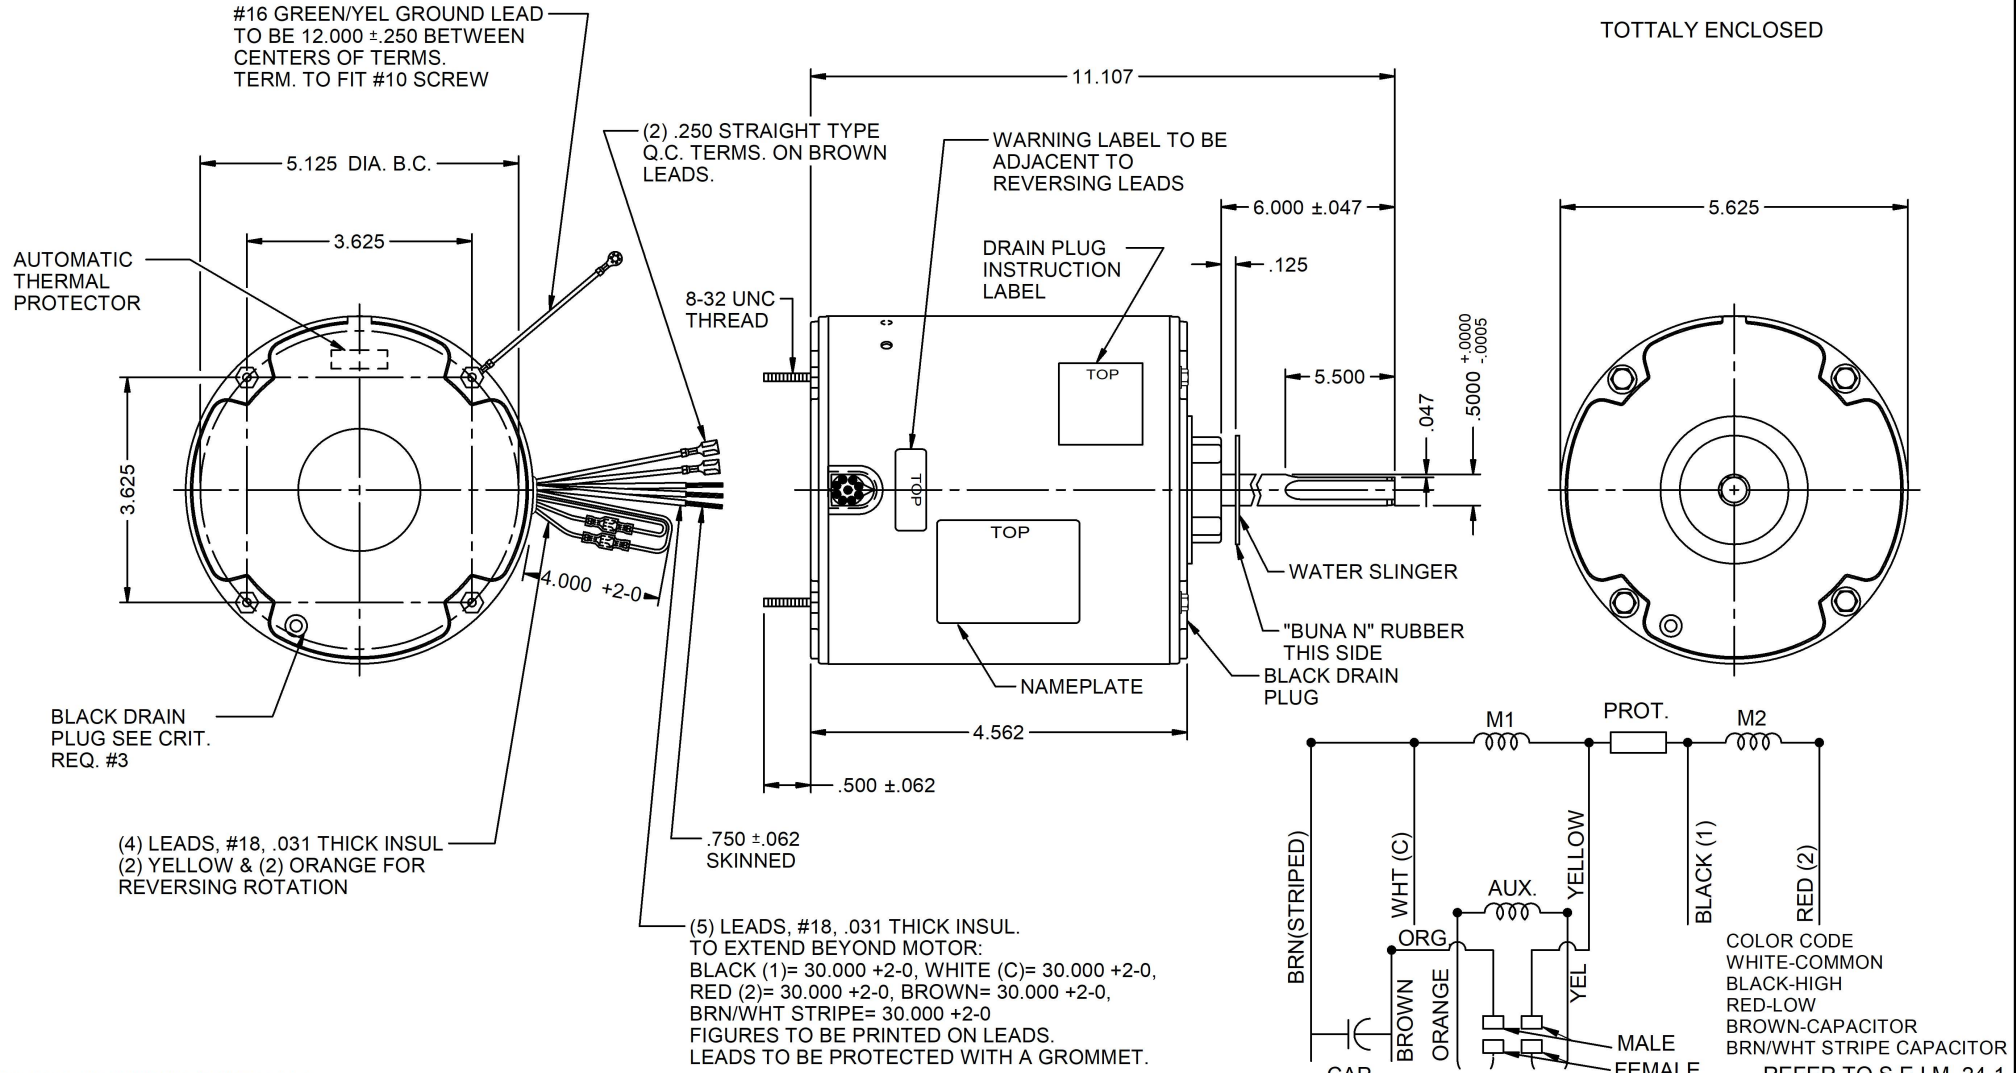 #16 GREEN/YEL GROUND LEAD
TO BE 12.000 ±.250 BETWEEN
CENTERS OF TERMS.
TERM. TO FIT #10 SCREW
TOTTALY ENCLOSED
11.107
(2) .250 STRAIGHT TYPE
Q.C. TERMS. ON BROWN
LEADS.
WARNING LABEL TO BE
ADJACENT TO
REVERSING LEADS
5.125 DIA. B.C.
6.000 ±.047
5.625
3.625
AUTOMATIC
THERMAL
PROTECTOR
DRAIN PLUG
INSTRUCTION
LABEL
.125
8-32 UNC
THREAD
TOP
5.500
.047
.5000 +.0000
-.0005
3.625
TOP
TOP
4.000 +2-0
WATER SLINGER
"BUNA N" RUBBER
THIS SIDE
BLACK DRAIN
PLUG
NAMEPLATE
BLACK DRAIN
PLUG SEE CRIT.
REQ. #3
4.562
.500 ±.062
.750 ±.062
SKINNED
(4) LEADS, #18, .031 THICK INSUL
(2) YELLOW & (2) ORANGE FOR
REVERSING ROTATION
(5) LEADS, #18, .031 THICK INSUL.
TO EXTEND BEYOND MOTOR:
BLACK (1)= 30.000 +2-0, WHITE (C)= 30.000 +2-0,
RED (2)= 30.000 +2-0, BROWN= 30.000 +2-0,
BRN/WHT STRIPE= 30.000 +2-0
FIGURES TO BE PRINTED ON LEADS.
LEADS TO BE PROTECTED WITH A GROMMET.
M1
PROT.
M2
BRN(STRIPED)
WHT (C)
YELLOW
BLACK (1)
RED (2)
AUX.
ORG
BROWN
ORANGE
YEL
MALE
FEMALE
CAP
COLOR CODE
WHITE-COMMON
BLACK-HIGH
RED-LOW
BROWN-CAPACITOR
BRN/WHT STRIPE CAPACITOR
REFER TO S.E.I.M. 24-1